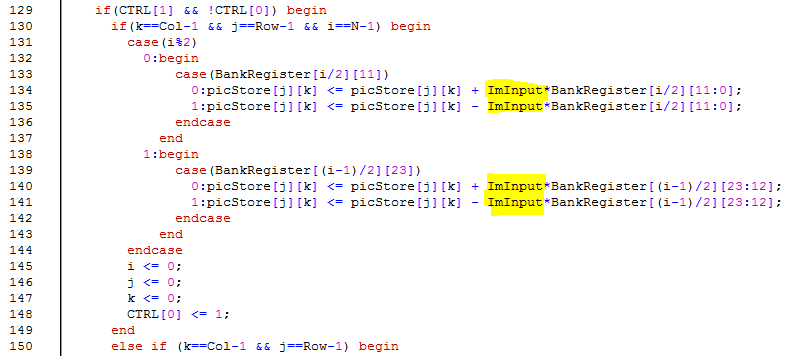 129 if(CTRL[1] && !CTRL[0]) begin
130 if(k==Col-1 && j==Row-1 && i==N-1) begin
131 case(i%2)
132 0:begin
133 case(BankRegister[i/2][11])
134 0:picStore[j][k] <= picStore[j][k] + ImInput*BankRegister[i/2][11:0];
135 1:picStore[j][k] <= picStore[j][k] - ImInput*BankRegister[i/2][11:0];
136 endcase
137 end
138 1:begin
139 case(BankRegister[(i-1)/2][23])
140 0:picStore[j][k] <= picStore[j][k] + ImInput*BankRegister[(i-1)/2][23:12];
141 1:picStore[j][k] <= picStore[j][k] - ImInput*BankRegister[(i-1)/2][23:12];
142 endcase
143 end
144 endcase
145 i <= 0;
146 j <= 0;
147 k <= 0;
148 CTRL[0] <= 1;
149 end
150 else if (k==Col-1 && j==Row-1) begin